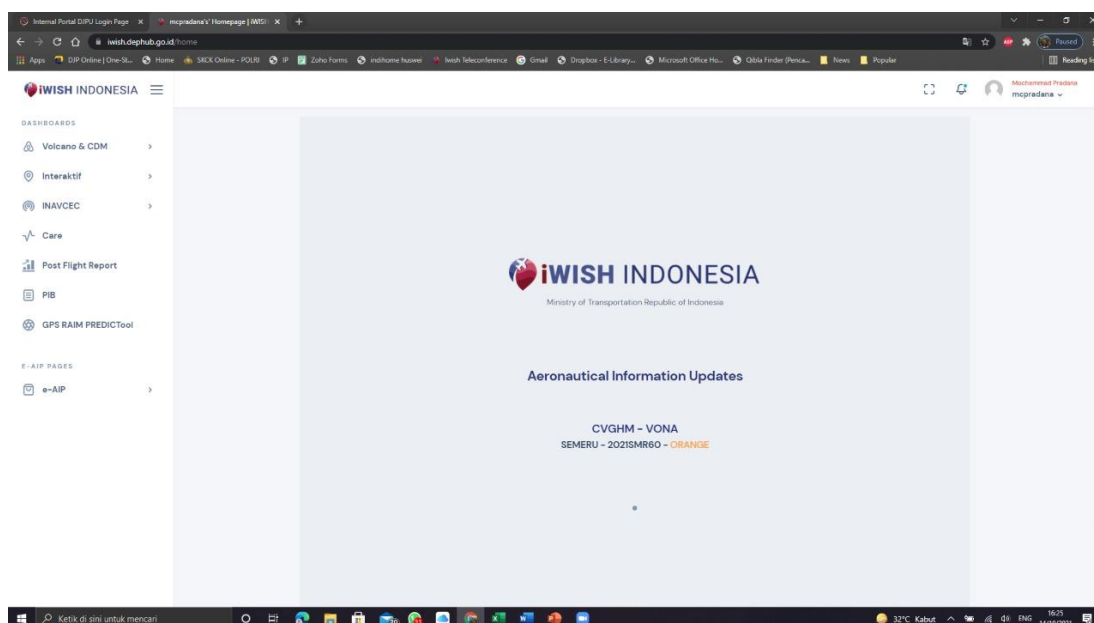 Internal Portal DJPU Login Page
mcpradana's' Homepage | iWISH
iwish.dephub.go.id/home
Paused
Apps
DJP Online | One-St...
Home
SKCK Online - POLRI
IP
Zoho Forms
indihome huawei
Iwish Teleconference
Gmail
Dropbox - E-Library...
Microsoft Office Ho...
Qibla Finder (Penca...
News
Popular
Reading
iWISH INDONESIA
Mochammad Pradana
mcpradana
DASHBOARDS
Volcano & CDM
Interaktif
INAVCEC
Care
Post Flight Report
PIB
GPS RAIM PREDICTool
E-AIP PAGES
e-AIP
iWISH INDONESIA
Ministry of Transportation Republic of Indonesia
Aeronautical Information Updates
CVGHM - VONA
SEMERU - 2021SMR60 - ORANGE
Ketik di sini untuk mencari
32°C Kabut
ENG
16:25